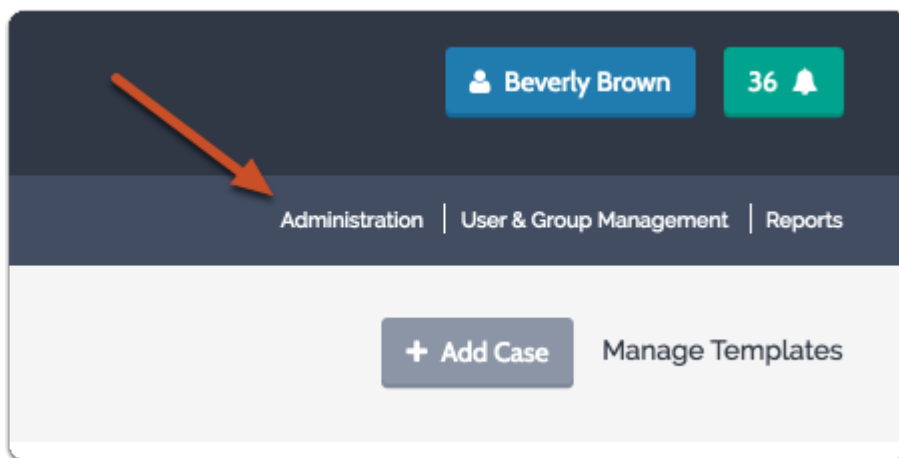 Beverly Brown 36
Administration | User & Group Management | Reports
+ Add Case Manage Templates